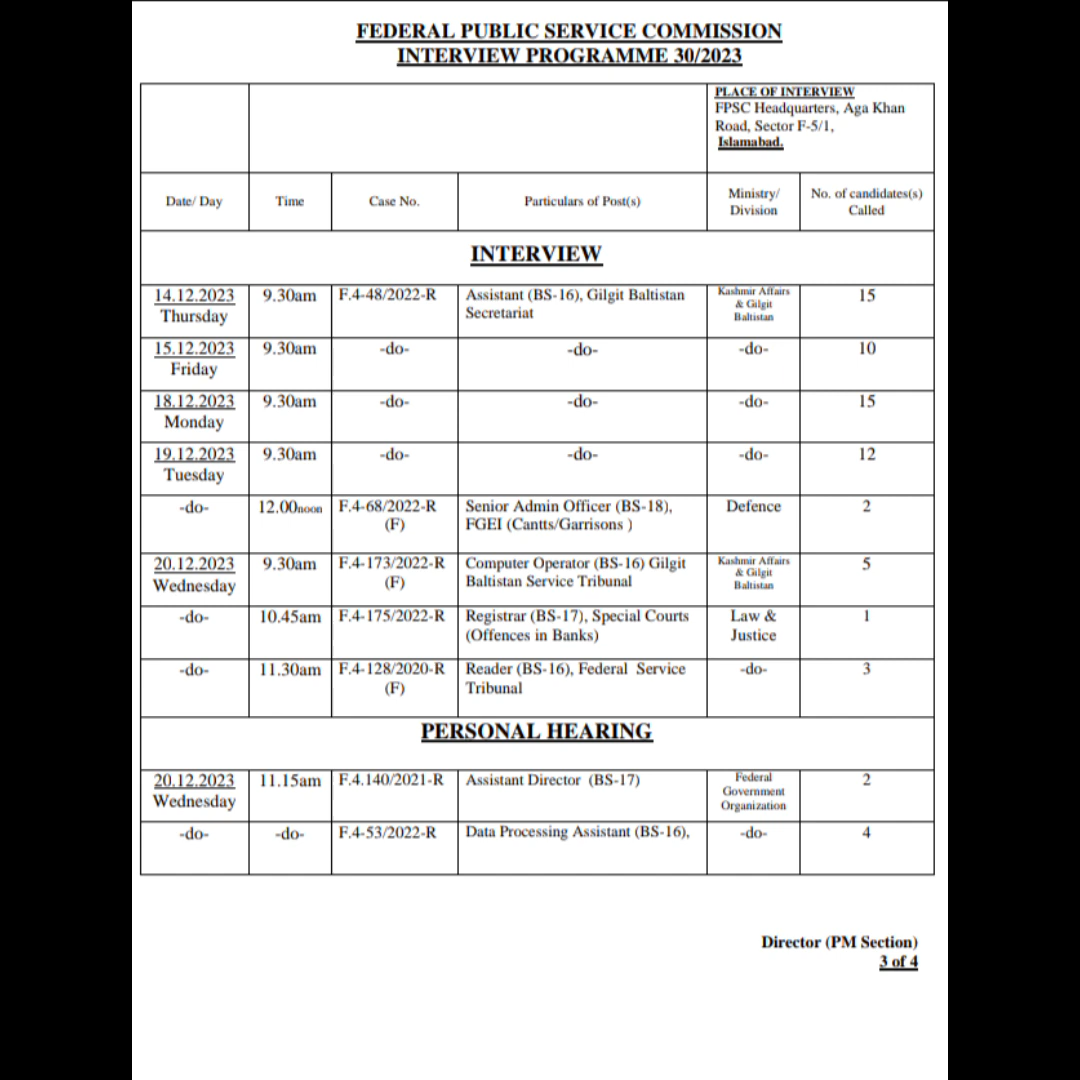 FEDERAL PUBLIC SERVICE COMMISSION
INTERVIEW PROGRAMME 30/2023
PLACE OF INTERVIEW
FPSC Headquarters, Aga Khan
Road, Sector F-5/1,
Islamabad.
Date/ Day Time Case No. Particulars of Post(s) Ministry/ No. of candidates(s)
Division Called
INTERVIEW
14.12.2023 9.30am F.4-48/2022-R Assistant (BS-16), Gilgit Baltistan Kashmir Affairs 15
Thursday Secretariat & Gilgit
Baltistan
15.12.2023 9.30am -do- -do- -do- 10
Friday
18.12.2023 9.30am -do- -do- -do- 15
Monday
19.12.2023 9.30am -do- -do- -do- 12
Tuesday
-do- 12.00noon F.4-68/2022-R Senior Admin Officer (BS-18), Defence 2
(F) FGEI (Cantts/Garrisons )
20.12.2023 9.30am F.4-173/2022-R Computer Operator (BS-16) Gilgit Kashmir Affairs 5
Wednesday (F) Baltistan Service Tribunal & Gilgit
Baltistan
-do- 10.45am F.4-175/2022-R Registrar (BS-17), Special Courts Law & 1
(Offences in Banks) Justice
-do- 11.30am F.4-128/2020-R Reader (BS-16), Federal Service -do- 3
(F) Tribunal
PERSONAL HEARING
20.12.2023 11.15am F.4.140/2021-R Assistant Director (BS-17) Federal 2
Wednesday Government
Organization
-do- -do- F.4-53/2022-R Data Processing Assistant (BS-16), -do- 4
Director (PM Section)
3 of 4